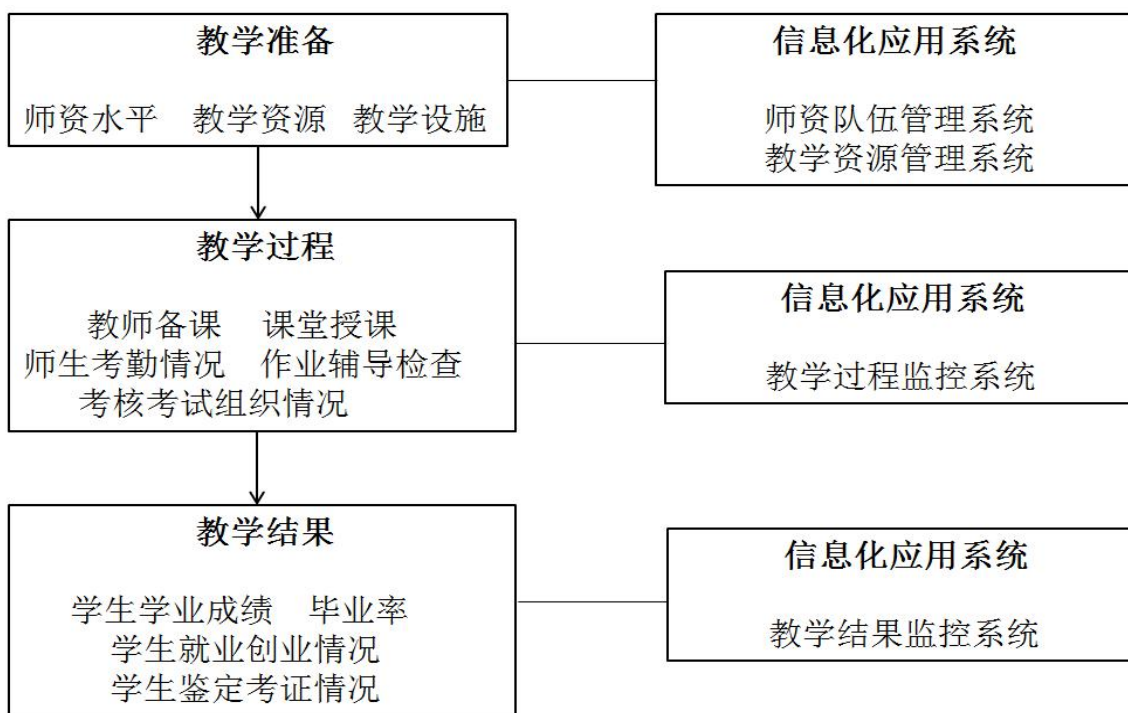 教学准备
师资水平 教学资源 教学设施
信息化应用系统
师资队伍管理系统
教学资源管理系统
教学过程
教师备课 课堂授课
师生考勤情况 作业辅导检查
考核考试组织情况
信息化应用系统
教学过程监控系统
教学结果
学生学业成绩 毕业率
学生就业创业情况
学生鉴定考证情况
信息化应用系统
教学结果监控系统